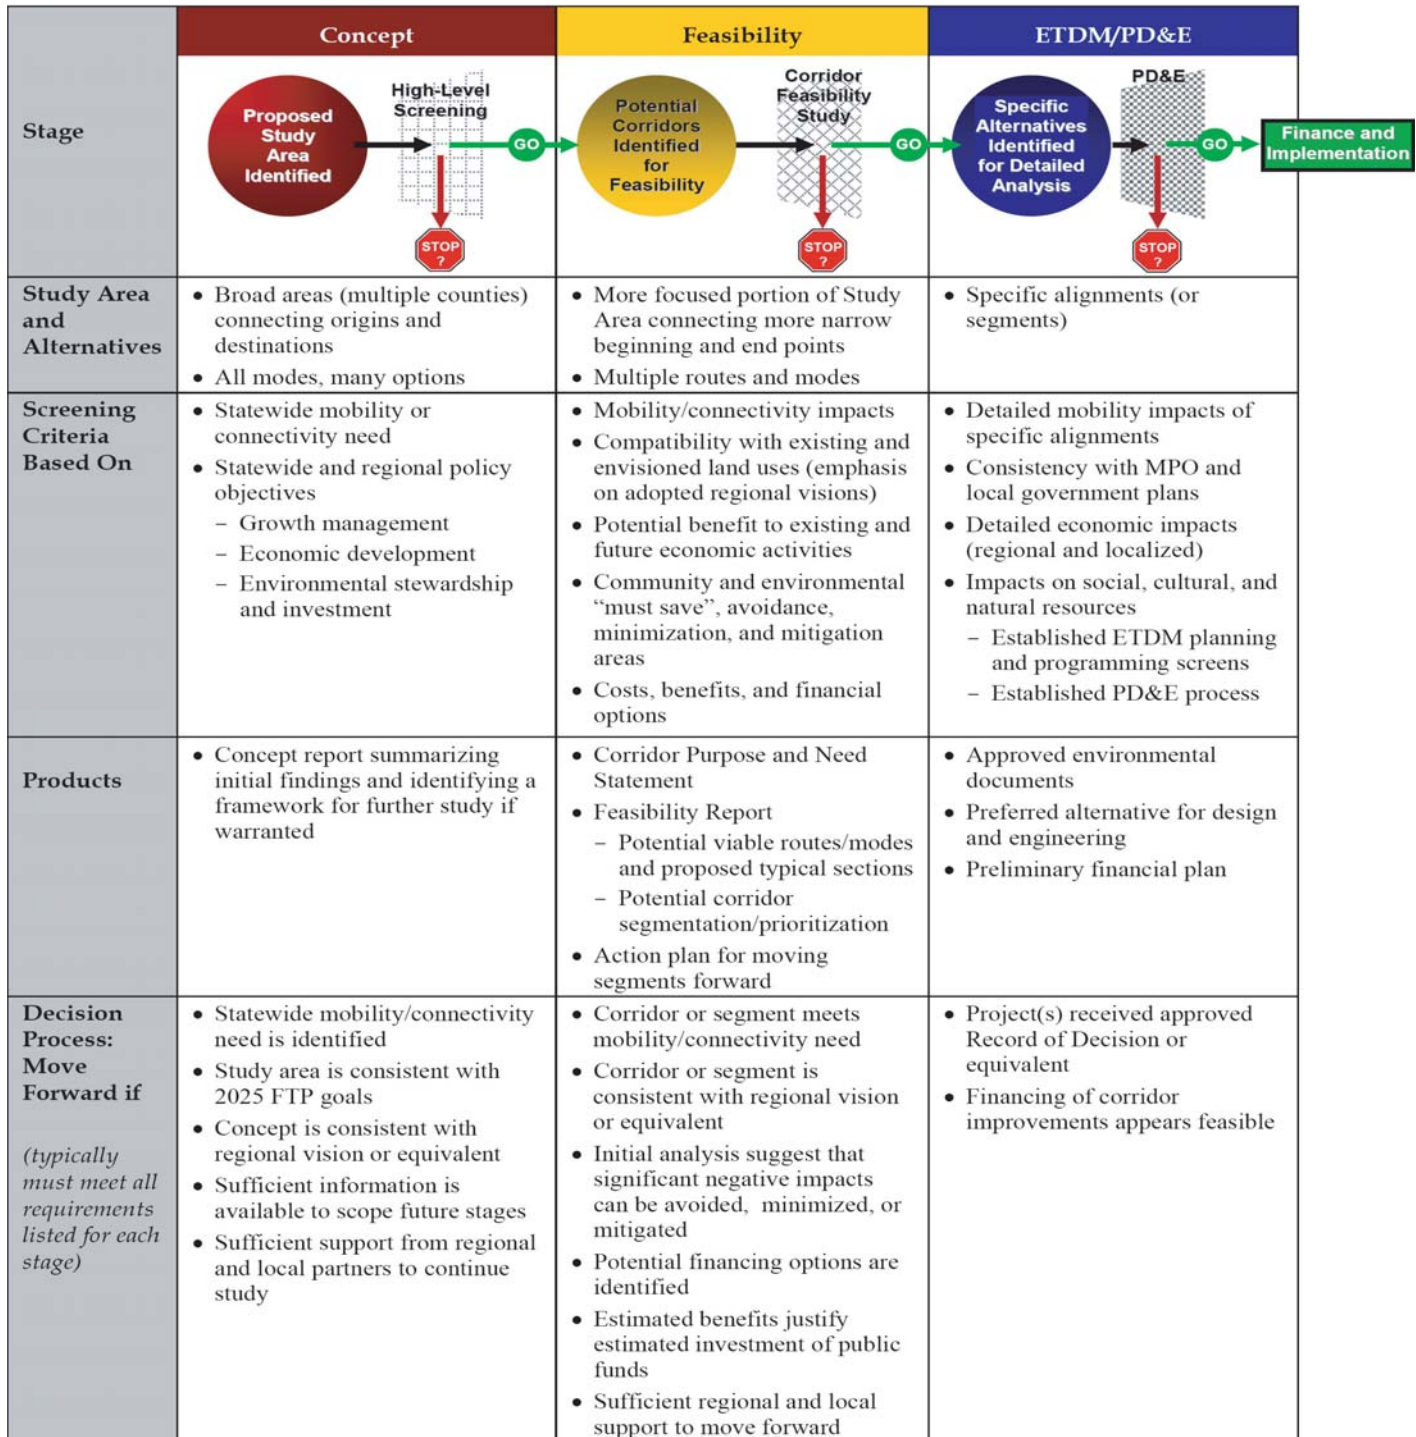 Concept
Feasibility
ETDM/PD&E
Stage
Proposed
Study
Area
Identified
High-Level
Screening
GO
STOP
?
Potential
Corridors
Identified
for
Feasibility
Corridor
Feasibility
Study
GO
STOP
?
Specific
Alternatives
Identified
for Detailed
Analysis
PD&E
GO
STOP
?
Finance and
Implementation
Study Area
and
Alternatives
• Broad areas (multiple counties)
connecting origins and
destinations
• All modes, many options
• More focused portion of Study
Area connecting more narrow
beginning and end points
• Multiple routes and modes
• Specific alignments (or
segments)
Screening
Criteria
Based On
• Statewide mobility or
connectivity need
• Statewide and regional policy
objectives
– Growth management
– Economic development
– Environmental stewardship
and investment
• Mobility/connectivity impacts
• Compatibility with existing and
envisioned land uses (emphasis
on adopted regional visions)
• Potential benefit to existing and
future economic activities
• Community and environmental
“must save”, avoidance,
minimization, and mitigation
areas
• Costs, benefits, and financial
options
• Detailed mobility impacts of
specific alignments
• Consistency with MPO and
local government plans
• Detailed economic impacts
(regional and localized)
• Impacts on social, cultural, and
natural resources
– Established ETDM planning
and programming screens
– Established PD&E process
Products
• Concept report summarizing
initial findings and identifying a
framework for further study if
warranted
• Corridor Purpose and Need
Statement
• Feasibility Report
– Potential viable routes/modes
and proposed typical sections
– Potential corridor
segmentation/prioritization
• Action plan for moving
segments forward
• Approved environmental
documents
• Preferred alternative for design
and engineering
• Preliminary financial plan
Decision
Process:
Move
Forward if
(typically
must meet all
requirements
listed for each
stage)
• Statewide mobility/connectivity
need is identified
• Study area is consistent with
2025 FTP goals
• Concept is consistent with
regional vision or equivalent
• Sufficient information is
available to scope future stages
• Sufficient support from regional
and local partners to continue
study
• Corridor or segment meets
mobility/connectivity need
• Corridor or segment is
consistent with regional vision
or equivalent
• Initial analysis suggest that
significant negative impacts
can be avoided, minimized, or
mitigated
• Potential financing options are
identified
• Estimated benefits justify
estimated investment of public
funds
• Sufficient regional and local
support to move forward
• Project(s) received approved
Record of Decision or
equivalent
• Financing of corridor
improvements appears feasible